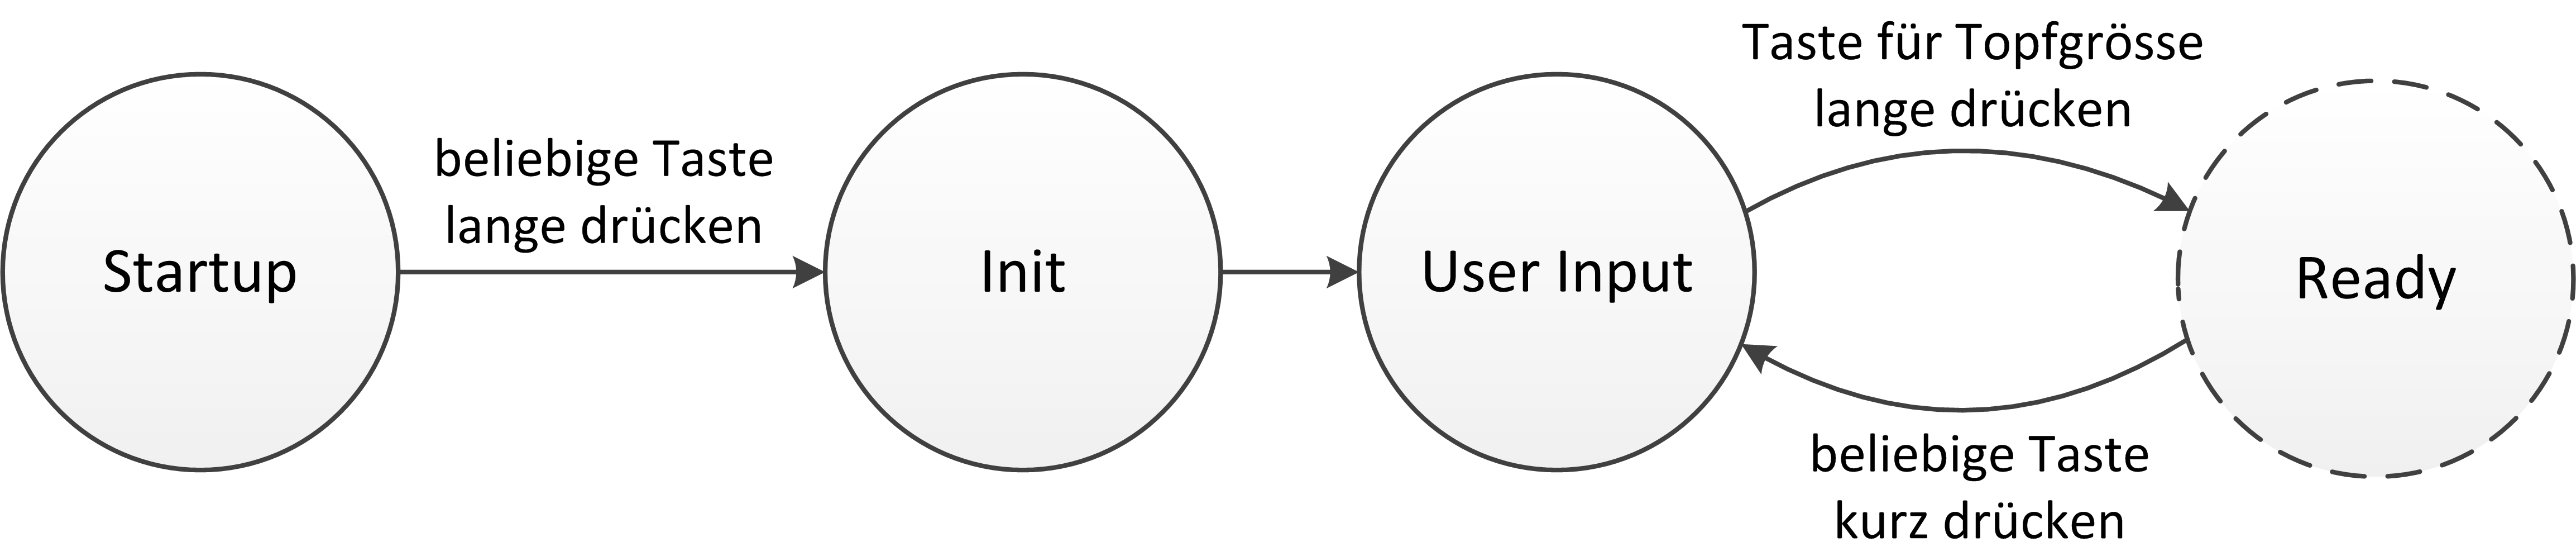 Startup
beliebige Taste
lange drücken
Init
User Input
Taste für Topfgrösse
lange drücken
beliebige Taste
kurz drücken
Ready